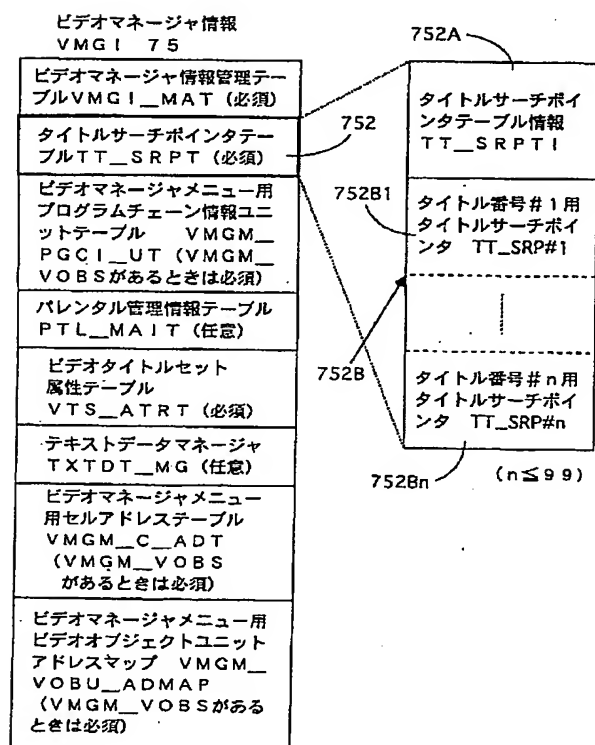 ビデオマネージャ情報
VMGI 75
ビデオマネージャ情報管理テー
ブルVMGI__MAT (必須)
タイトルサーチポインタテー
ブルTT__SRPT (必須)
ビデオマネージャメニュー用
プログラムチェーン情報ユニ
ットテーブル VMGM__
PGCI__UT (VMGM__
VOBSがあるときは必須)
パレンタル管理情報テーブル
PTL__MAIT (任意)
ビデオタイトルセット
属性テーブル
VTS__ATRT (必須)
テキストデータマネージャ
TXTDT__MG (任意)
ビデオマネージャメニュー
用セルアドレステーブル
VMGM__C__ADT
(VMGM__VOBS
があるときは必須)
ビデオマネージャメニュー用
ビデオオブジェクトユニット
アドレスマップ VMGM__
VOBU__ADMAP
(VMGM__VOBSがある
ときは必須)
752
752A
タイトルサーチポイ
ンタテーブル情報
TT__SRPTI
752B1
タイトル番号#1用
タイトルサーチポイ
ンタ TT_SRP#1
752B
タイトル番号#n用
タイトルサーチポイ
ンタ TT_SRP#n
752Bn
(n≦99)